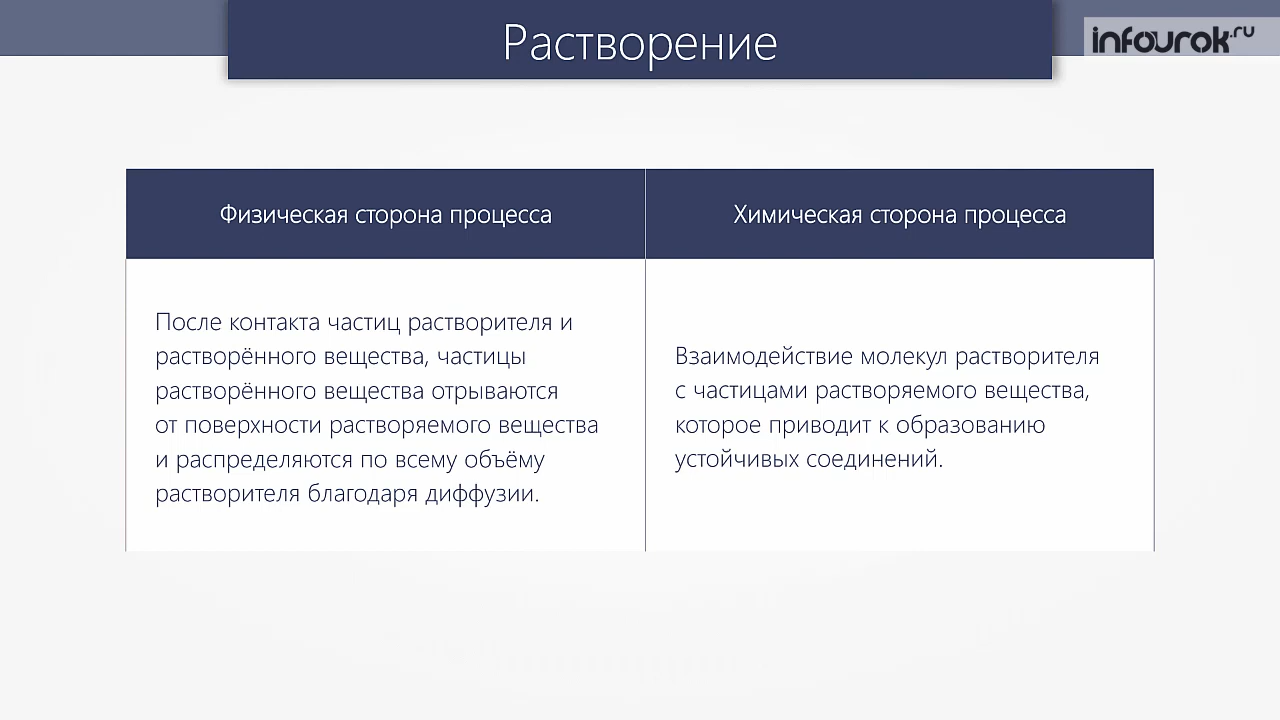 Растворение
infourok.ru
Физическая сторона процесса
Химическая сторона процесса
После контакта частиц растворителя и
растворённого вещества, частицы
растворённого вещества отрываются
от поверхности растворяемого вещества
и распределяются по всему объёму
растворителя благодаря диффузии.
Взаимодействие молекул растворителя
с частицами растворяемого вещества,
которое приводит к образованию
устойчивых соединений.